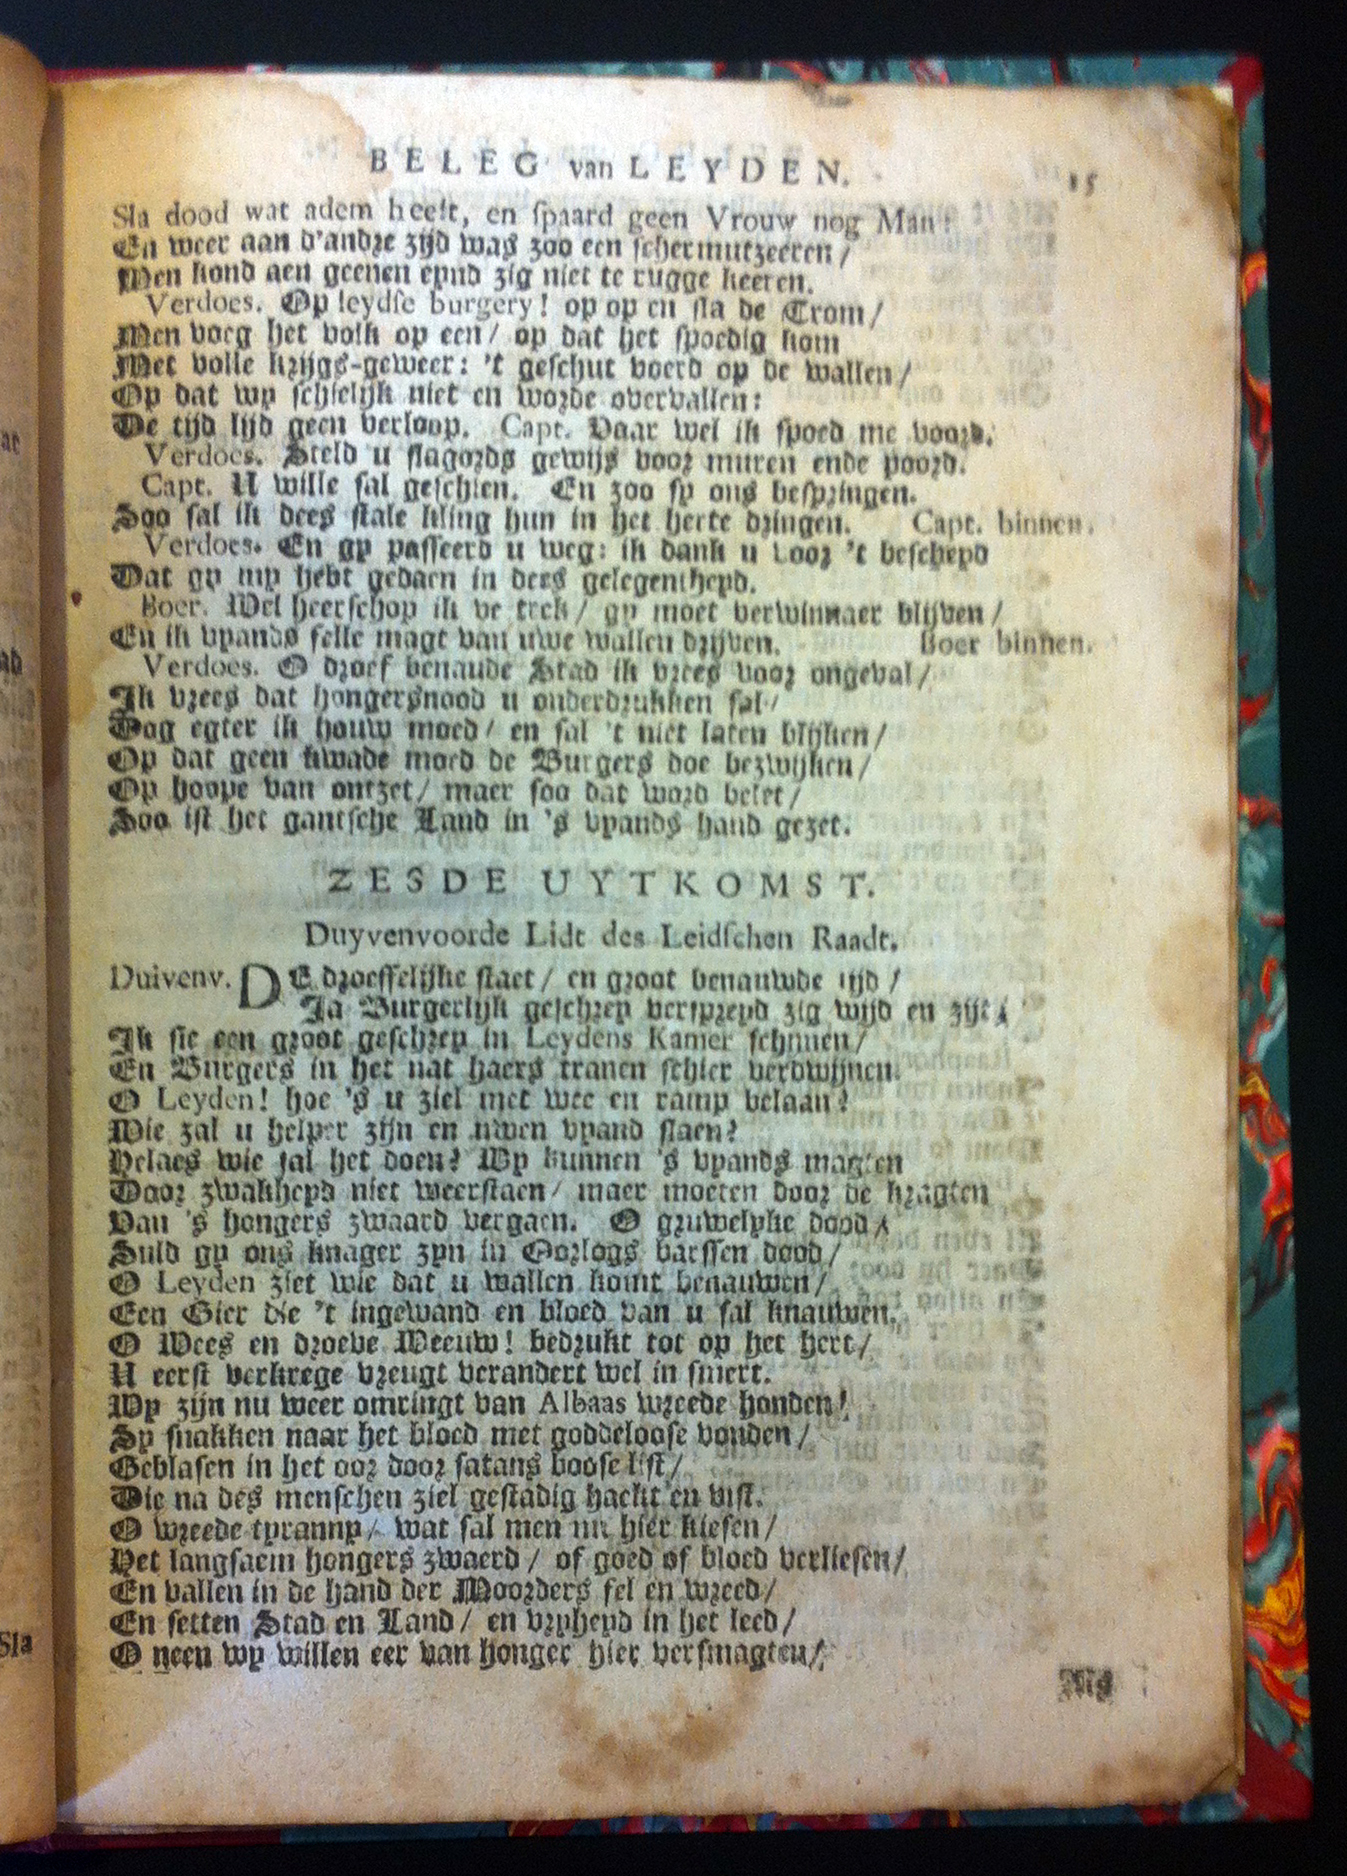 BELEG van LEYDEN. 15
Sla dood wat adem heeft, en spaard geen Vrouw nog Man!
En weer aan d'andre zijd was zoo een schermutzeeren /
Men kond aen geenen eynd zig niet te rugge keeren.
Verdoes. Op leydse burgery! op op en sla de Trom /
Men voeg het volk op een / op dat het spoedig kom
Met volle krijgs-geweer: 't geschut voerd op de wallen /
Op dat wy schielijk niet en worde overvallen:
De tijd lijd geen verloop. Capt. Vaar wel ik spoed me voord.
Verdoes. Steld u slagords gewijs voor muren ende poord.
Capt. U wille sal geschien. En zoo sy ons bespringen.
Soo sal ik dees stale kling hun in het herte dringen. Capt. binnen.
Verdoes. En gy passeerd u weg: ik dank u voor 't bescheyd
Dat gy my hebt gedaen in dees gelegentheyd.
Boer. Wel heerschop ik ve trek / gy moet verwinnaer blijven /
En ik vyands felle magt van uwe wallen drijven. Boer binnen.
Verdoes. O droef benaude Stad ik vrees voor ongeval /
Ik vrees dat hongersnood u onderdrukken sal /
Dog egter ik houw moed / en sal 't niet laten blijken /
Op dat geen kwade moed de Burgers doe bezwijken /
Op hoope van ontzet / maer soo dat word belet /
Soo ist het gantsche Land in 's vyands hand gezet.
ZESDE UYTKOMST.
Duyvenvoorde Lidt des Leidschen Raadt.
Duivenv. DE droeffelijke staet / en groot benauwde tijd /
Ja Burgerlijk geschrey verspreyd zig wijd en zijt /
Ik sie een groot geschrey in Leydens Kamer schijnen /
En Burgers in het nat haers tranen schier verdwijnen.
O Leyden! hoe 's u ziel met wee en ramp belaan?
Wie zal u helper zijn en uwen vyand slaen?
Helaes wie sal het doen? Wy kunnen 's vyands magten
Door zwakheyd niet weerstaen / maer moeten door de kragten
Van 's hongers zwaard vergaen. O gruwelyke dood /
Suld gy ons knager zyn in Oorlogs barssen nood /
O Leyden ziet wie dat u wallen komt benauwen /
Een Gier die 't ingewand en bloed van u sal knauwen.
O Wees en droeve Weeuw! bedrukt tot op het hert /
U eerst verkrege vreugt verandert wel in smert.
Wy zijn nu weer omringt van Albaas wreede honden!
Sy snakken naar het bloed met goddeloose vonden /
Geblasen in het oor door satans boose list /
Die na des menschen ziel gestadig hackt en vist.
O wreede tyranny / wat sal men nu hier kiesen /
Het langsaem hongers zwaerd / of goed of bloed verliesen /
En vallen in de hand der Moorders fel en wreed /
En setten Stad en Land / en vryheyd in het leed /
O neen wy willen eer van honger hier versmagten /